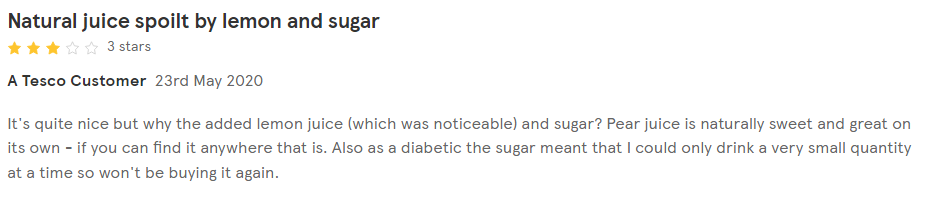 Natural juice spoilt by lemon and sugar
3 stars
A Tesco Customer 23rd May 2020
It's quite nice but why the added lemon juice (which was noticeable) and sugar? Pear juice is naturally sweet and great on
its own - if you can find it anywhere that is. Also as a diabetic the sugar meant that I could only drink a very small quantity
at a time so won't be buying it again.